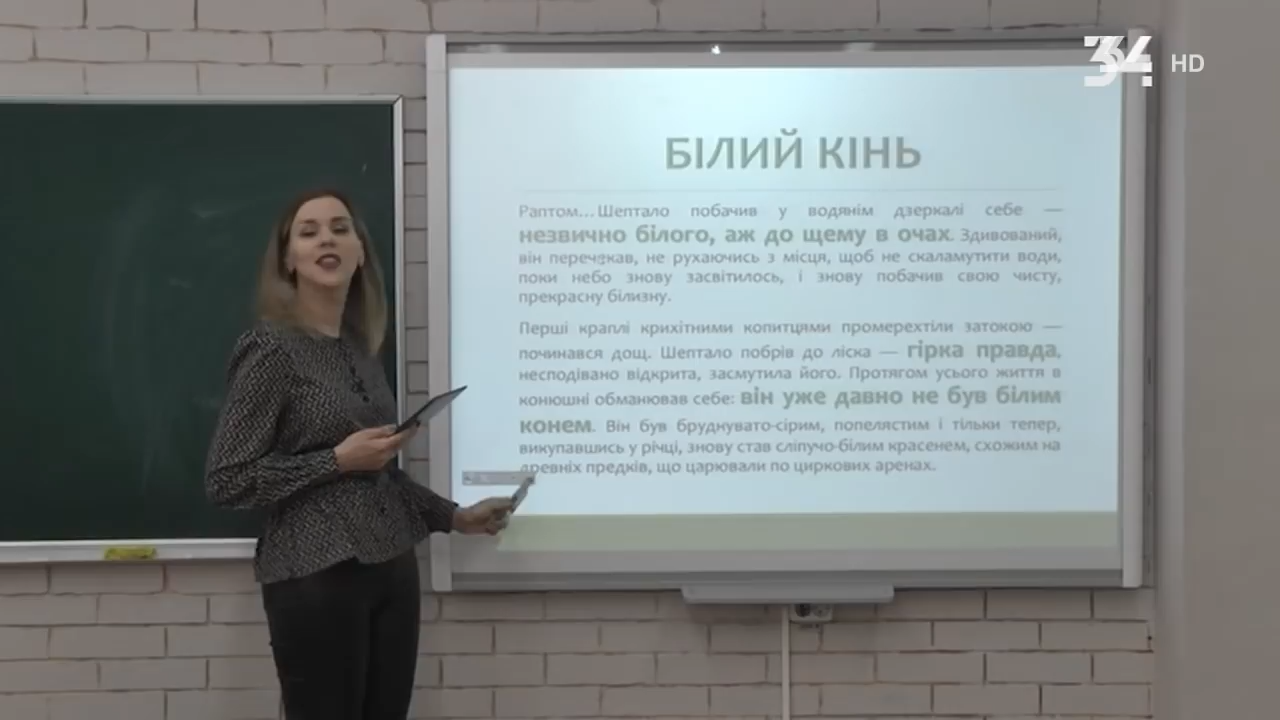 34 HD
БІЛИЙ КІНЬ
Раптом... Шептало побачив у водянім дзеркалі себе —
незвично білого, аж до щему в очах. Здивований,
він перечекав, не рухаючись з місця, щоб не скаламутити води,
поки небо знову засвітилось, і знову побачив свою чисту,
прекрасну білизну.
Перші краплі крихітними копитцями промерехтіли затокою —
починався дощ. Шептало побрів до ліска — гірка правда,
несподівано відкрита, засмутила його. Протягом усього життя в
конюшні обманював себе: він уже давно не був білим
конем. Він був бруднувато-сірим, попелястим і тільки тепер,
викупавшись у річці, знову став сліпучо-білим красенем, схожим на
древніх предків, що царювали по циркових аренах.